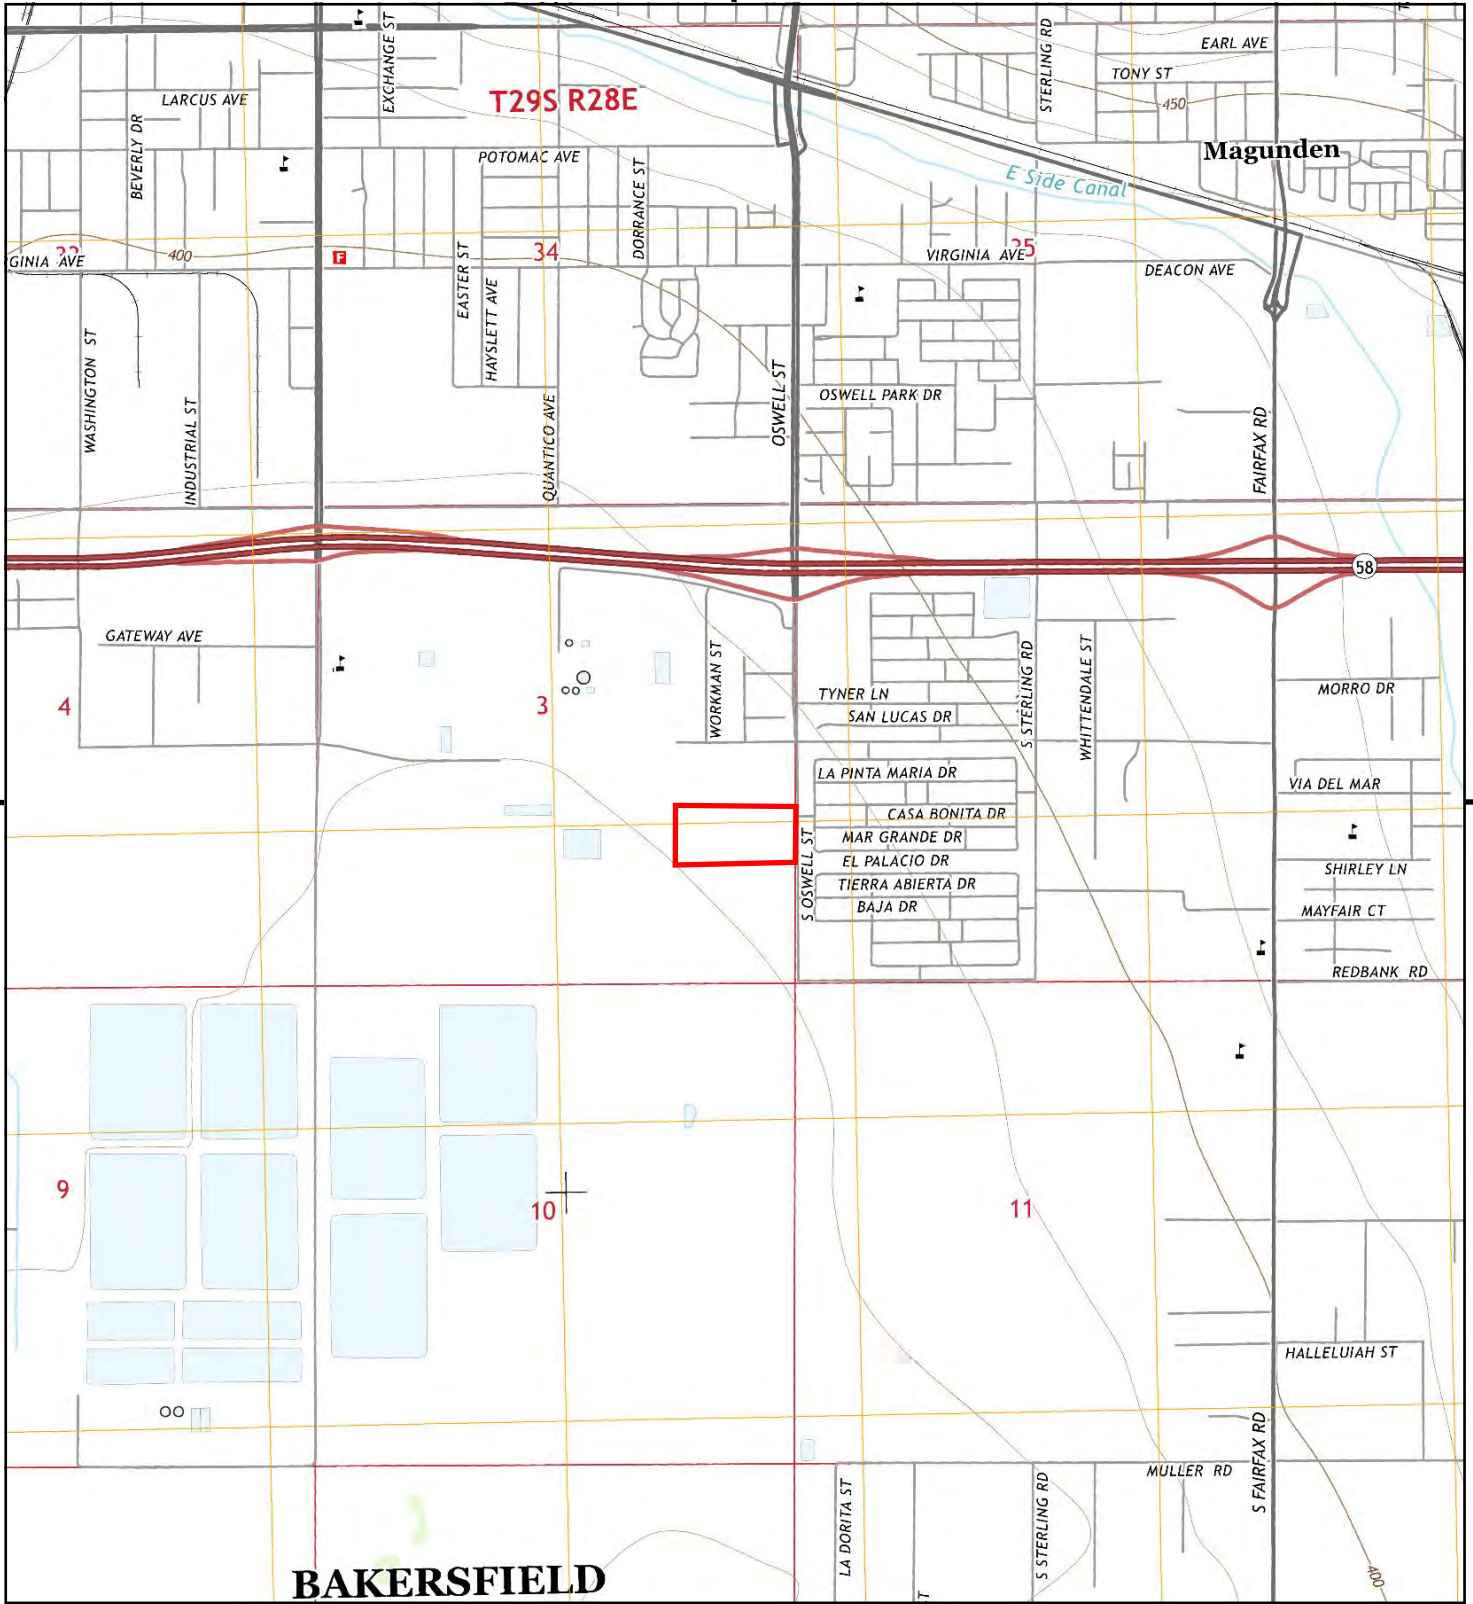 EXCHANGE ST
STERLING RD
EARL AVE
TONY ST
LARCUS AVE
T29S R28E
450
BEVERLY DR
POTOMAC AVE
DORRANCE ST
Magunden
E Side Canal
GINIA AVE
400
F
34
VIRGINIA AVE
35
DEACON AVE
EASTER ST
HAYSLETT AVE
WASHINGTON ST
INDUSTRIAL ST
QUANTICO AVE
OSWELL ST
OSWELL PARK DR
FAIRFAX RD
58
GATEWAY AVE
WORKMAN ST
S STERLING RD
WHITTENDALE ST
4
3
TYNER LN
SAN LUCAS DR
MORRO DR
LA PINTA MARIA DR
VIA DEL MAR
CASA BONITA DR
MAR GRANDE DR
EL PALACIO DR
SHIRLEY LN
TIERRA ABIERTA DR
S OSWELL ST
BAJA DR
MAYFAIR CT
REDBANK RD
9
10
11
HALLELUIAH ST
S FAIRFAX RD
MULLER RD
LA DORITA ST
S STERLING RD
400
BAKERSFIELD